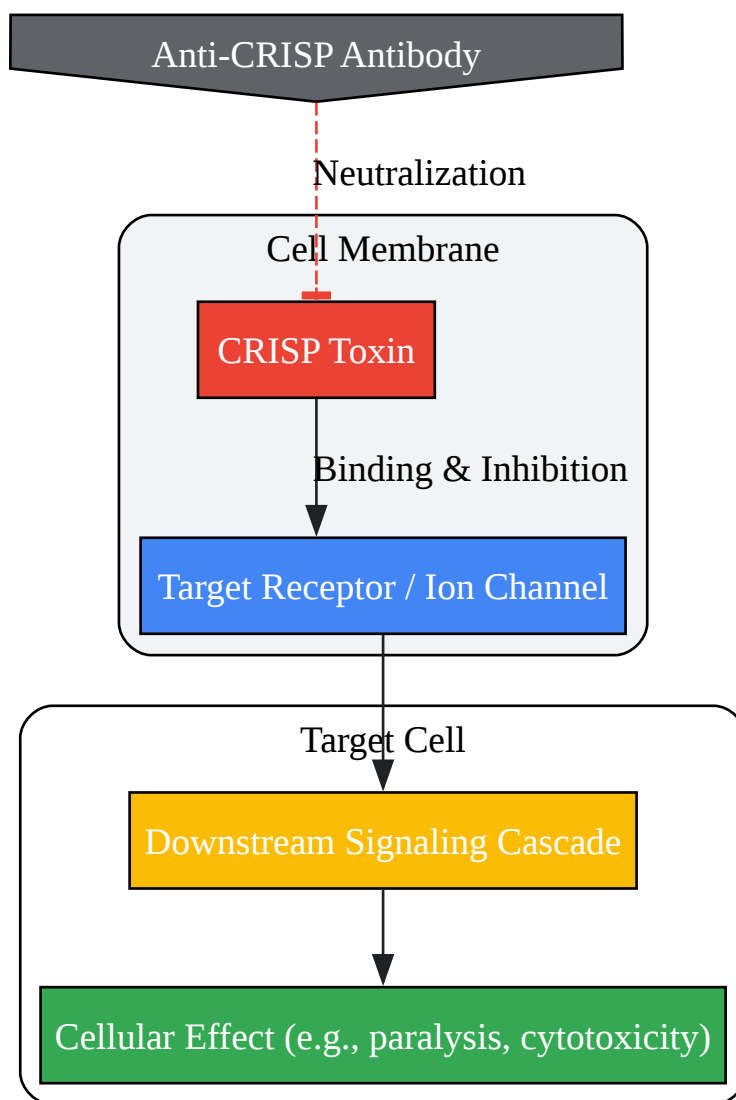 Anti-CRISP Antibody
Neutralization
Cell Membrane
CRISP Toxin
Binding & Inhibition
Target Receptor / Ion Channel
Target Cell
Downstream Signaling Cascade
Cellular Effect (e.g., paralysis, cytotoxicity)